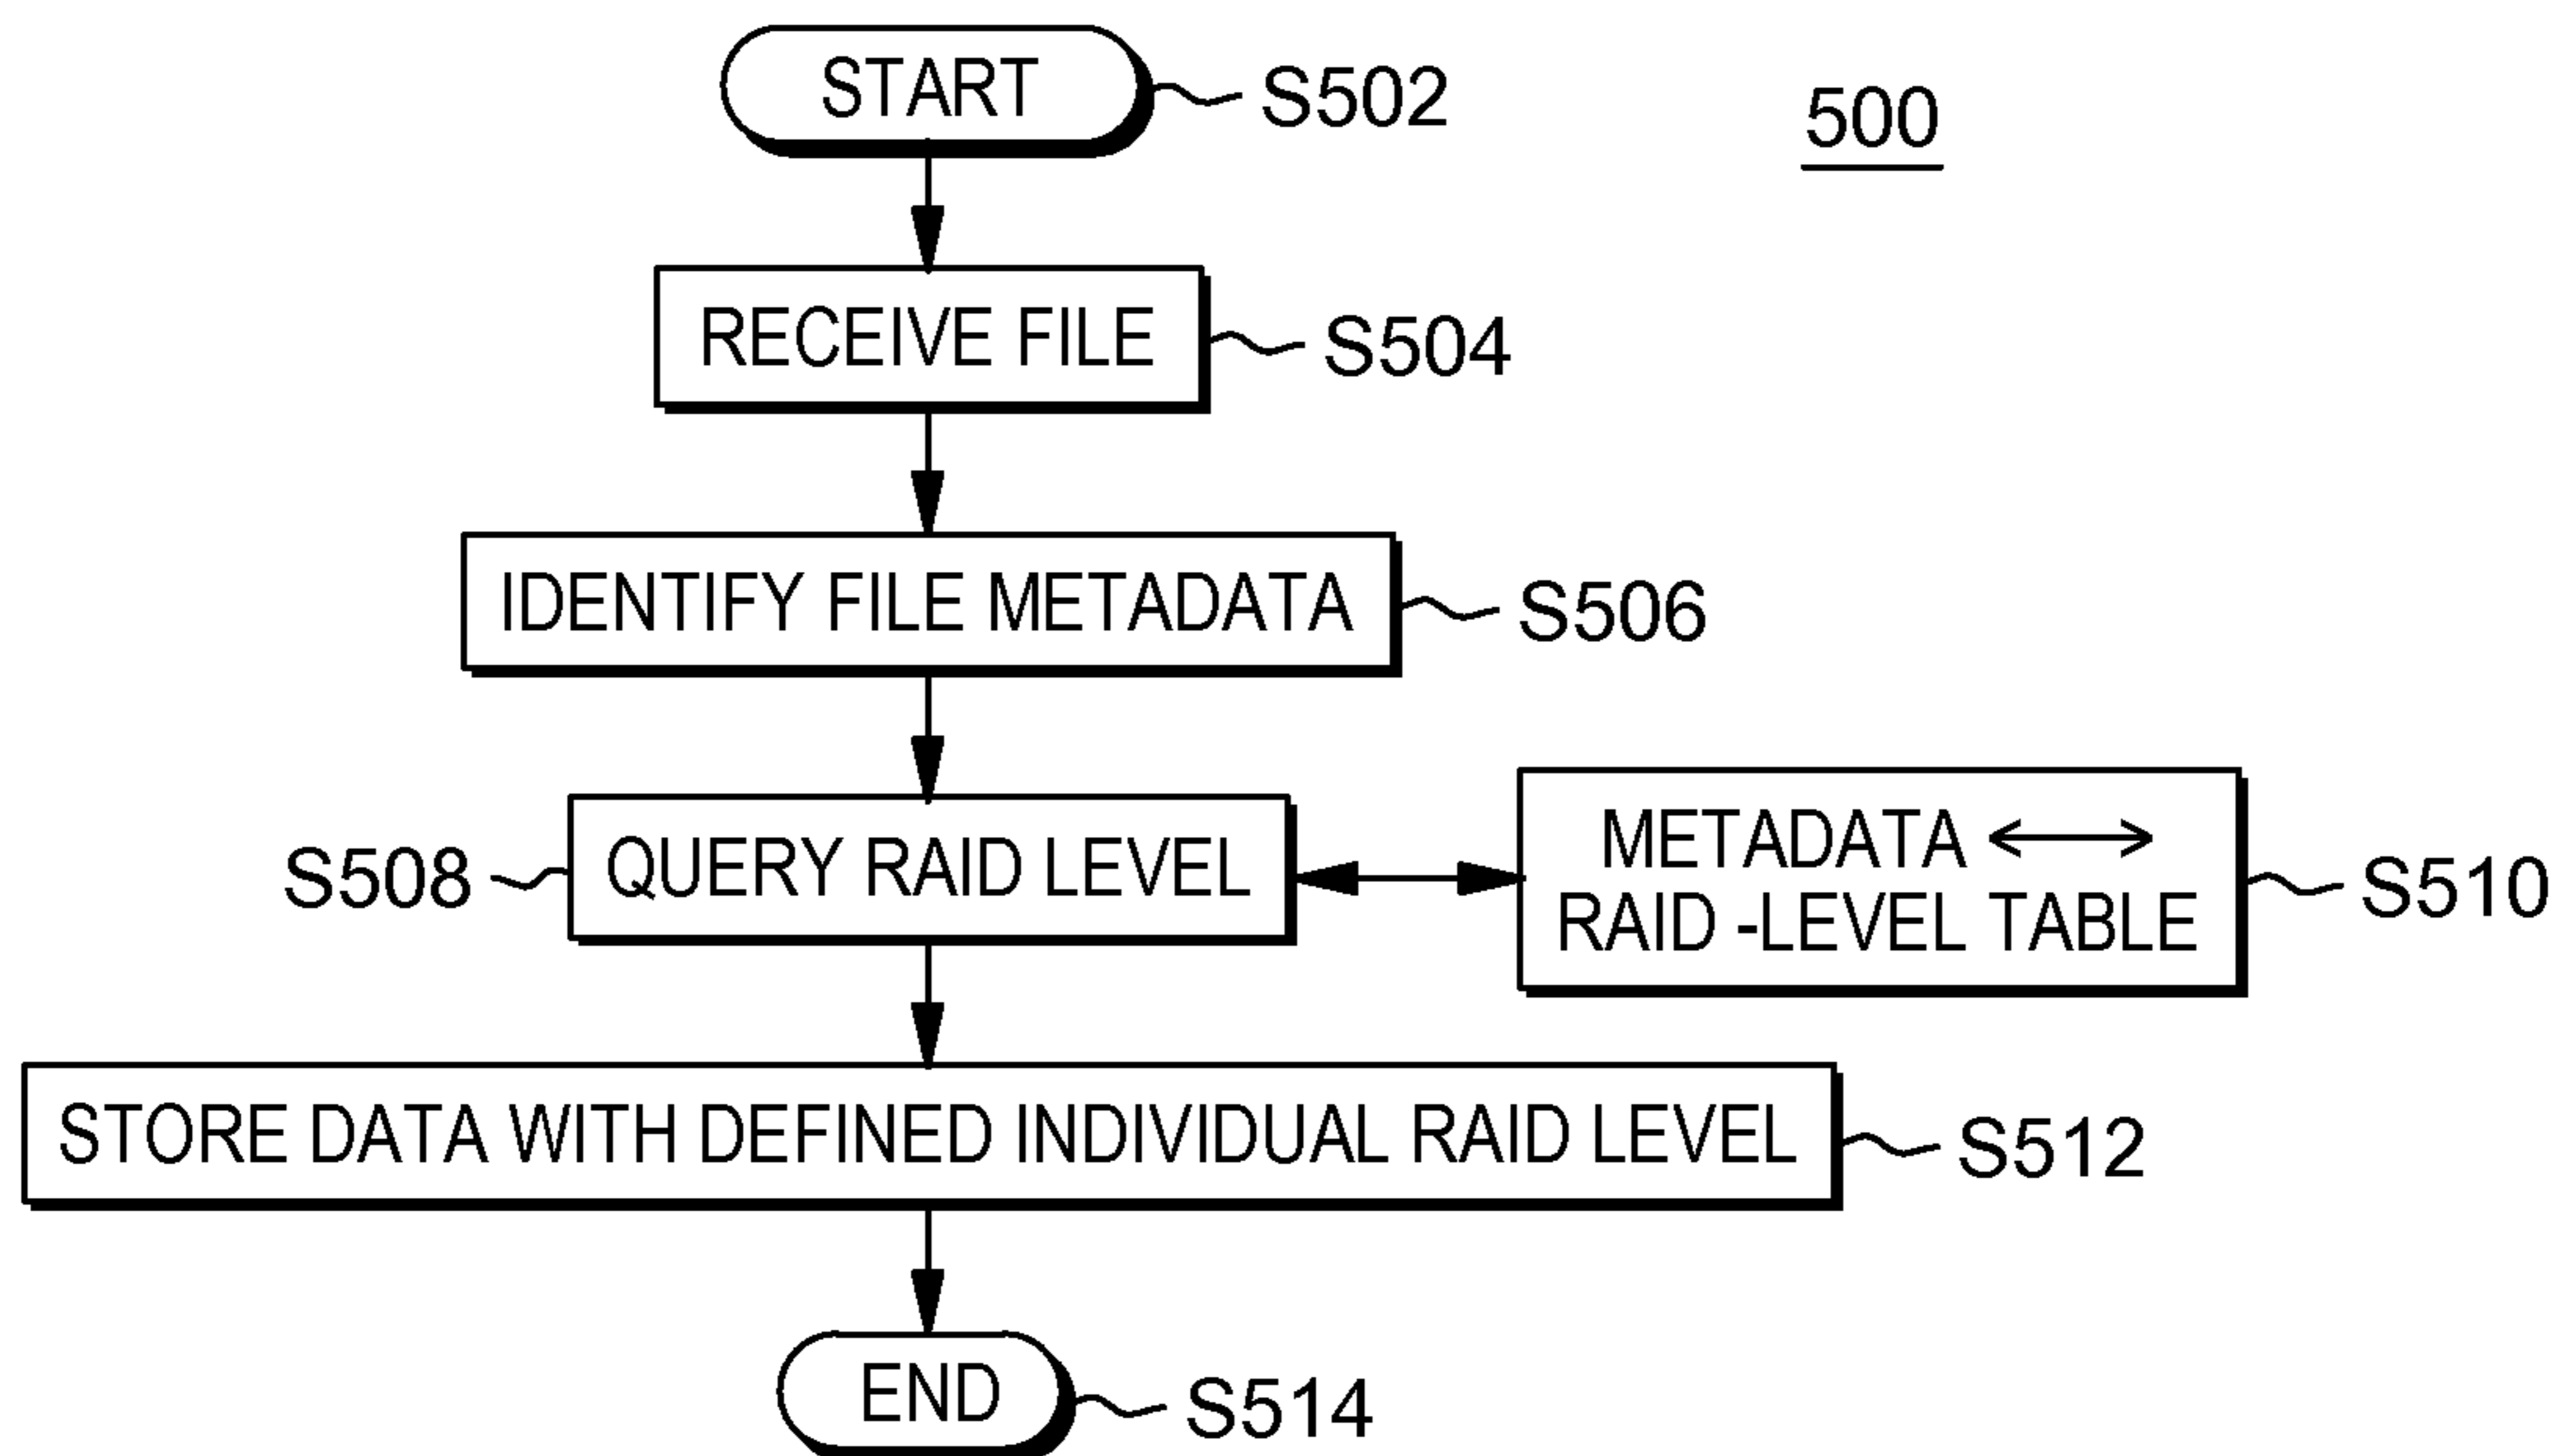 START
S502
500
RECEIVE FILE
S504
IDENTIFY FILE METADATA
S506
S508
QUERY RAID LEVEL
METADATA ⟷
RAID -LEVEL TABLE
S510
STORE DATA WITH DEFINED INDIVIDUAL RAID LEVEL
S512
END
S514